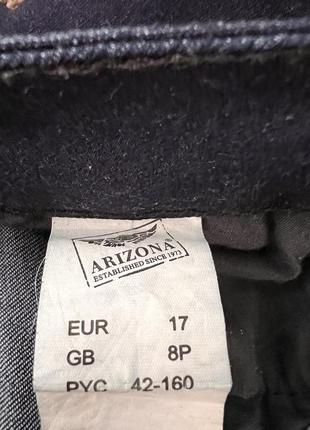 ARIZONA
ESTABLISHED SINCE 1973
EUR 17
GB 8P
РУС 42-160